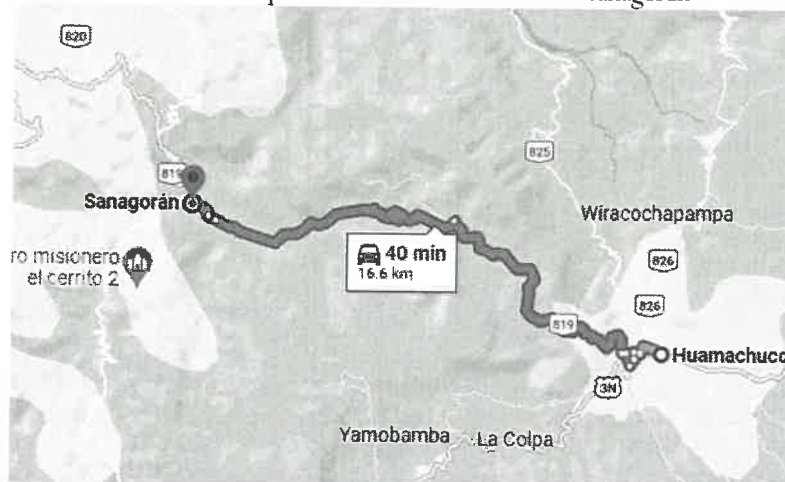 820
819
Sanagorán
825
Wiracochapampa
ro misionero
el cerrito 2
40 min
16.6 km
826
826
819
Huamachuco
3N
Yamobamba
La Colpa